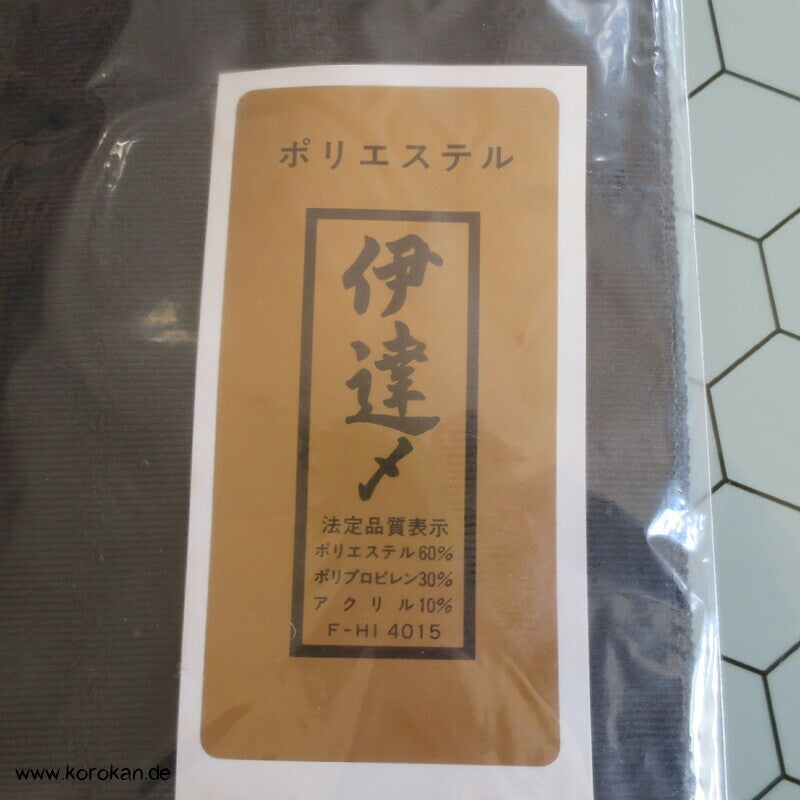 ポリエステル
伊達〆
法定品質表示
ポリエステル60%
ポリプロピレン30%
アクリル10%
F-HI 4015
www.korokan.de